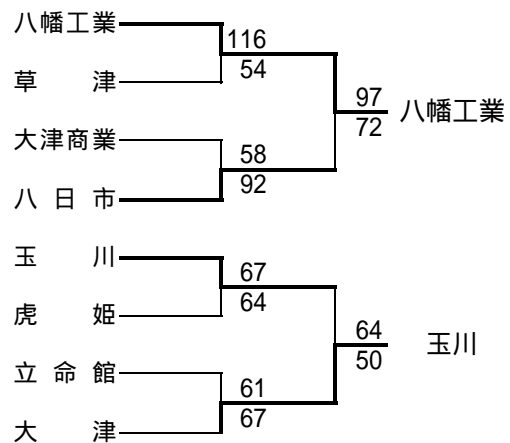 八幡工業
116
54
草津
97
72
八幡工業
大津商業
58
92
八日市
玉川
67
64
虎姫
64
50
玉川
立命館
61
67
大津